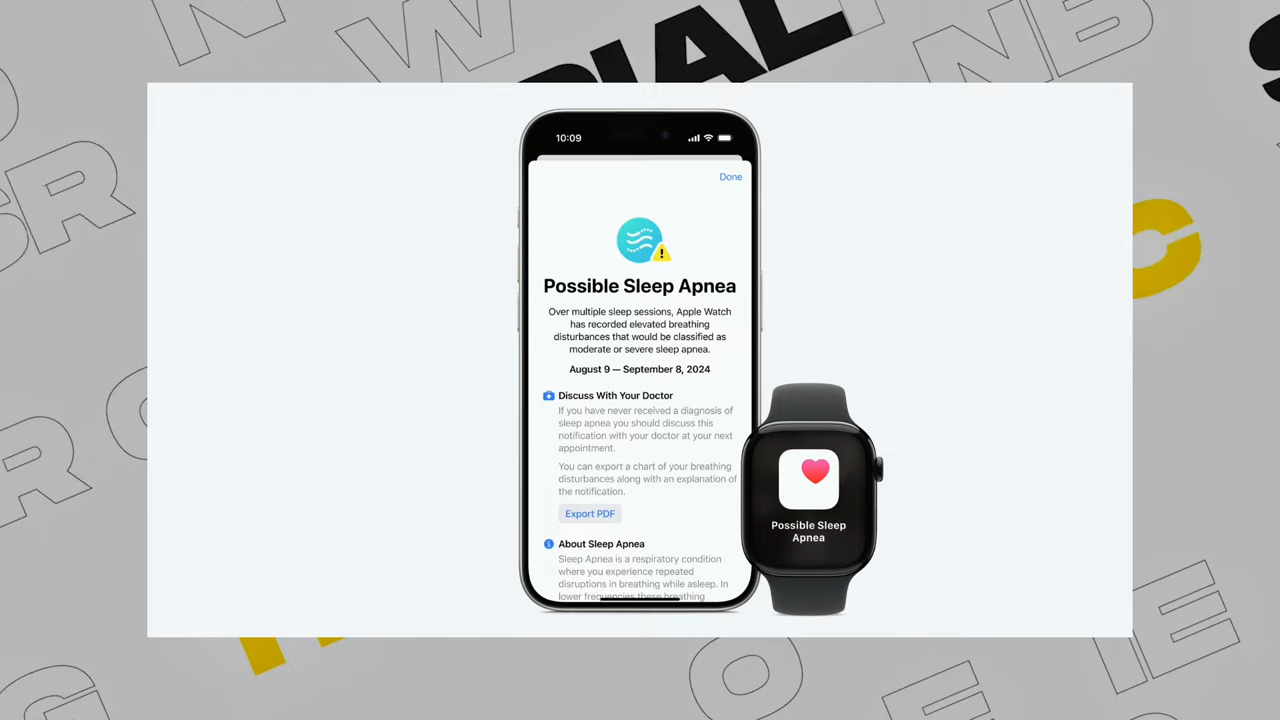 10:09
Done
Possible Sleep Apnea
Over multiple sleep sessions, Apple Watch
has recorded elevated breathing
disturbances that would be classified as
moderate or severe sleep apnea.
August 9 — September 8, 2024
Discuss With Your Doctor
If you have never received a diagnosis of
sleep apnea you should discuss this
notification with your doctor at your next
appointment.
You can export a chart of your breathing
disturbances along with an explanation of
the notification.
Export PDF
About Sleep Apnea
Sleep Apnea is a respiratory condition
where you experience repeated
disruptions in breathing while asleep. In
lower frequencies these breathing
Possible Sleep
Apnea